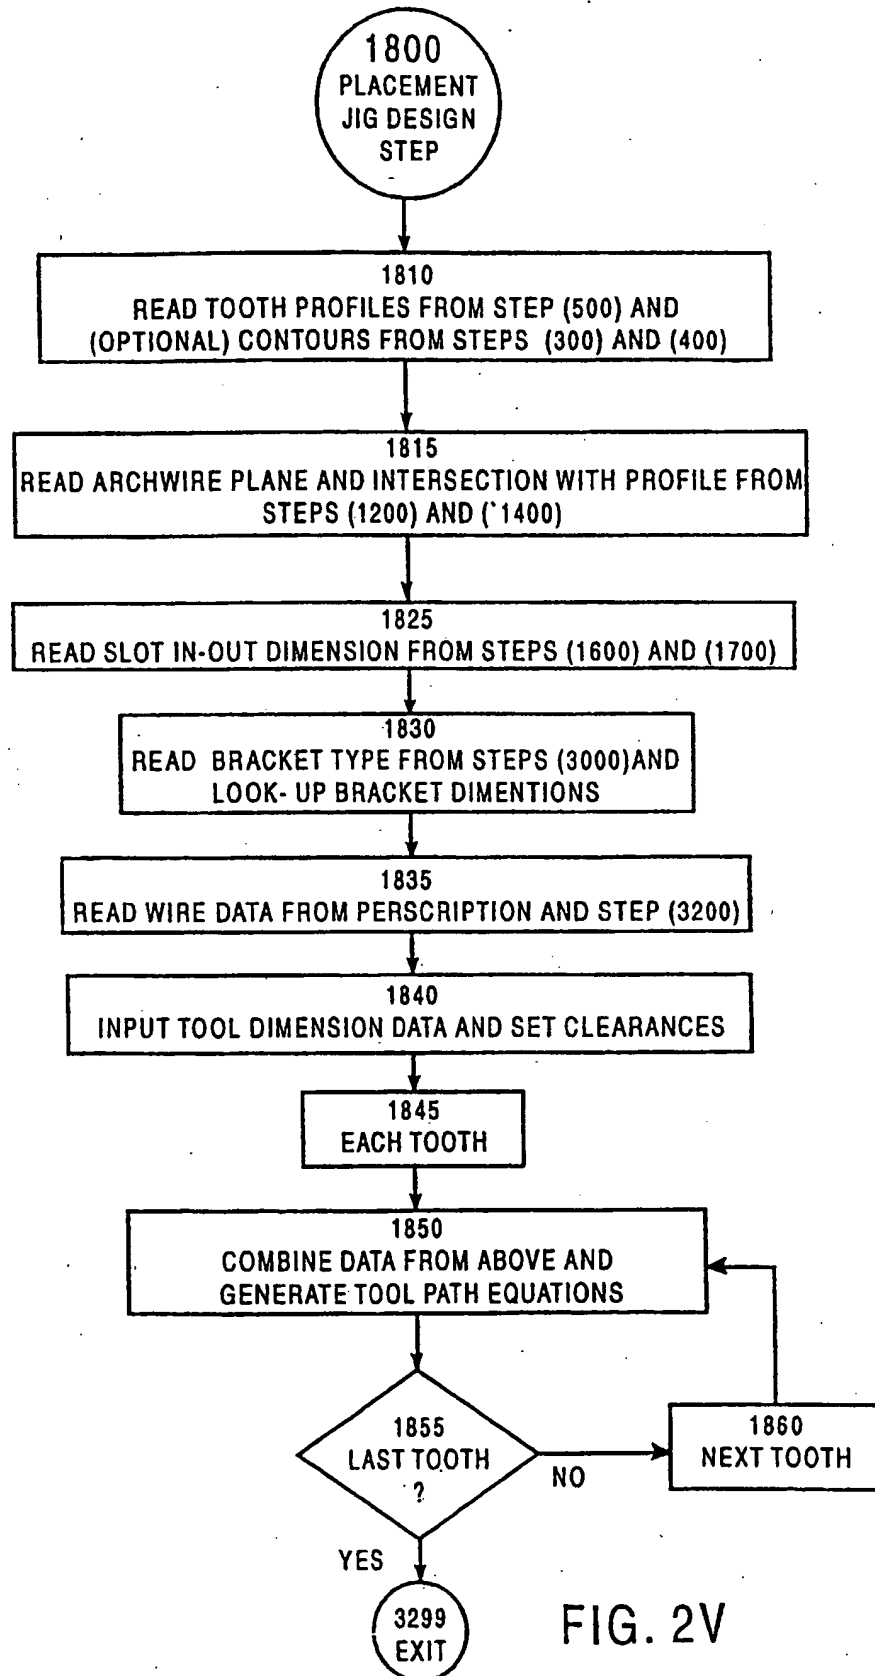 1800
PLACEMENT
JIG DESIGN
STEP
1810
READ TOOTH PROFILES FROM STEP (500) AND
(OPTIONAL) CONTOURS FROM STEPS (300) AND (400)
1815
READ ARCHWIRE PLANE AND INTERSECTION WITH PROFILE FROM
STEPS (1200) AND (`1400)
1825
READ SLOT IN-OUT DIMENSION FROM STEPS (1600) AND (1700)
1830
READ BRACKET TYPE FROM STEPS (3000)AND
LOOK- UP BRACKET DIMENTIONS
1835
READ WIRE DATA FROM PERSCRIPTION AND STEP (3200)
1840
INPUT TOOL DIMENSION DATA AND SET CLEARANCES
1845
EACH TOOTH
1850
COMBINE DATA FROM ABOVE AND
GENERATE TOOL PATH EQUATIONS
1855
LAST TOOTH
?
NO
1860
NEXT TOOTH
YES
3299
EXIT
FIG. 2V